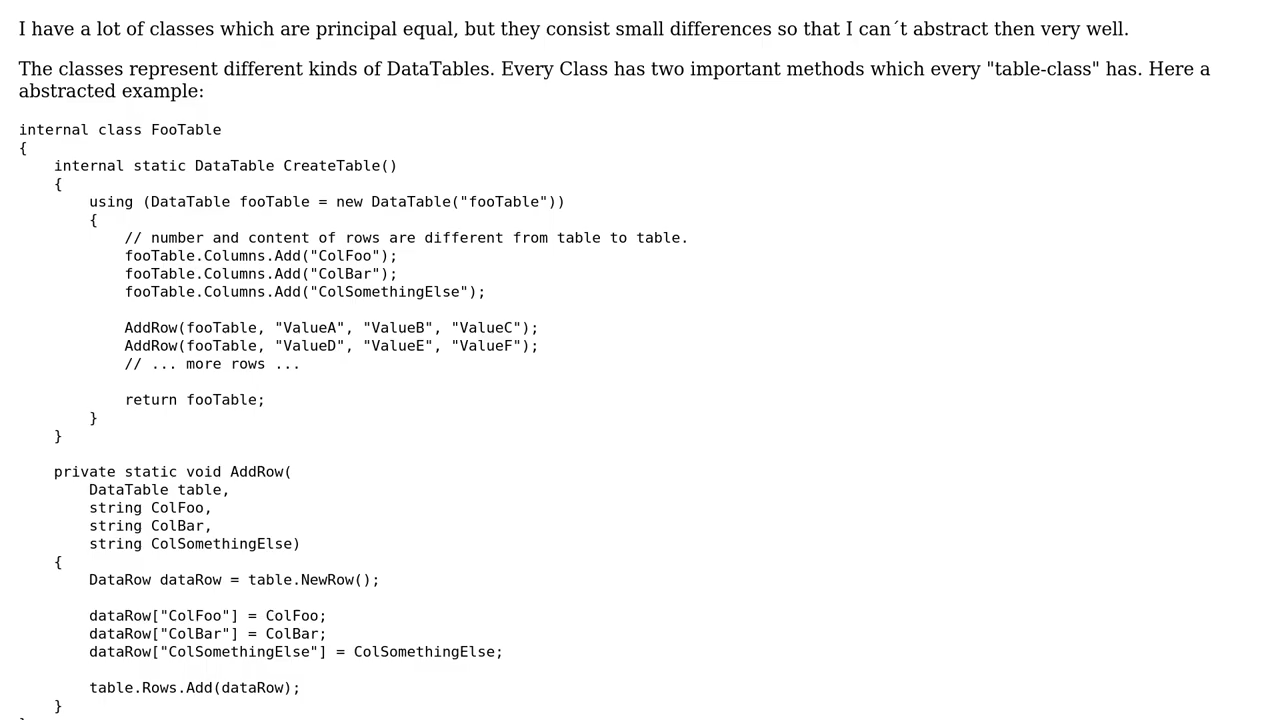 I have a lot of classes which are principal equal, but they consist small differences so that I can´t abstract then very well.
The classes represent different kinds of DataTables. Every Class has two important methods which every "table-class" has. Here a
abstracted example:
internal class FooTable
{
    internal static DataTable CreateTable()
    {
        using (DataTable fooTable = new DataTable("fooTable"))
        {
            // number and content of rows are different from table to table.
            fooTable.Columns.Add("ColFoo");
            fooTable.Columns.Add("ColBar");
            fooTable.Columns.Add("ColSomethingElse");

            AddRow(fooTable, "ValueA", "ValueB", "ValueC");
            AddRow(fooTable, "ValueD", "ValueE", "ValueF");
            // ... more rows ...

            return fooTable;
        }
    }

    private static void AddRow(
        DataTable table,
        string ColFoo,
        string ColBar,
        string ColSomethingElse)
    {
        DataRow dataRow = table.NewRow();

        dataRow["ColFoo"] = ColFoo;
        dataRow["ColBar"] = ColBar;
        dataRow["ColSomethingElse"] = ColSomethingElse;

        table.Rows.Add(dataRow);
    }